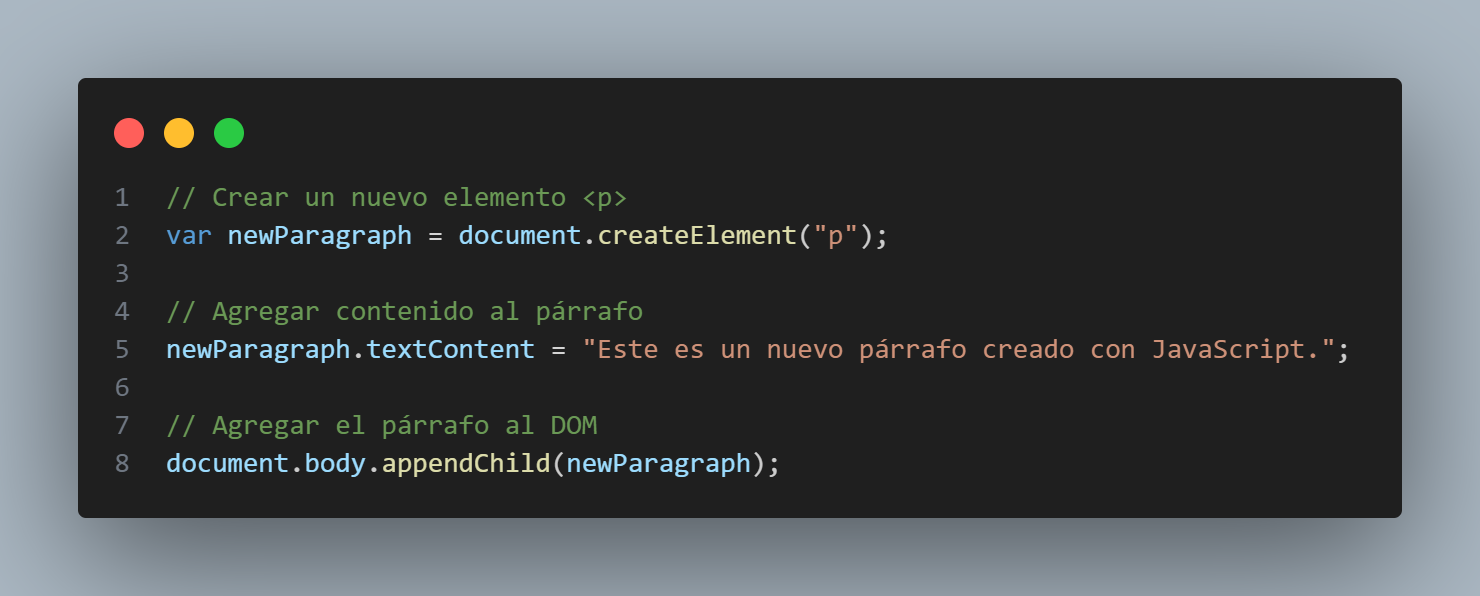 1 // Crear un nuevo elemento <p>
2 var newParagraph = document.createElement("p");
3
4 // Agregar contenido al párrafo
5 newParagraph.textContent = "Este es un nuevo párrafo creado con JavaScript.";
6
7 // Agregar el párrafo al DOM
8 document.body.appendChild(newParagraph);